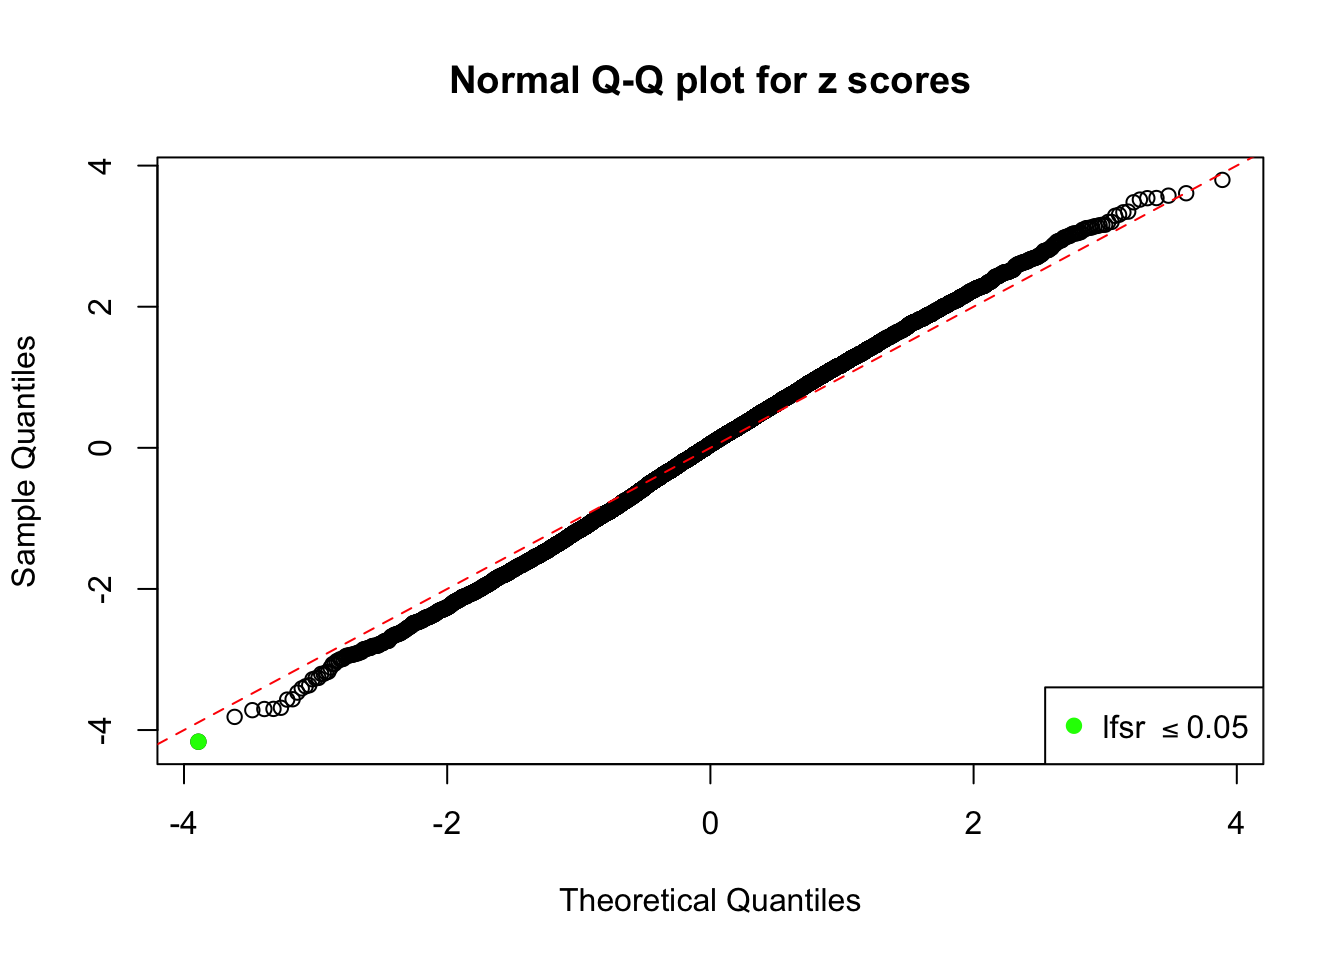 Normal Q-Q plot for z scores
Sample Quantiles
4
2
0
-2
-4
lfsr ≤ 0.05
-4 -2 0 2 4
Theoretical Quantiles